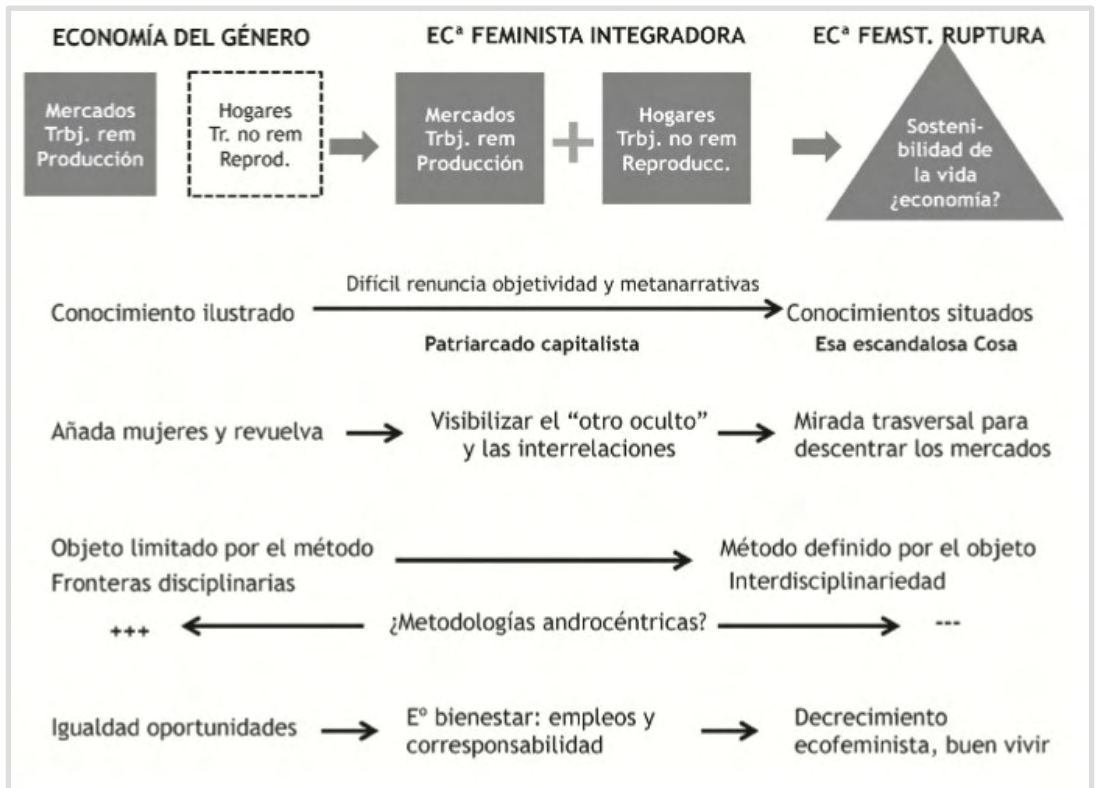 ECONOMÍA DEL GÉNERO
ECª FEMINISTA INTEGRADORA
ECª FEMST. RUPTURA
Mercados
Trbj. rem
Producción
Hogares
Tr. no rem
Reprod.
Mercados
Trbj. rem
Producción
Hogares
Trbj. no rem
Reproducc.
Sosteni-
bilidad de
la vida
¿economía?
Difícil renuncia objetividad y metanarrativas
Conocimiento ilustrado
Conocimientos situados
Patriarcado capitalista
Esa escandalosa Cosa
Añada mujeres y revuelva
Visibilizar el “otro oculto”
y las interrelaciones
Mirada trasversal para
descentrar los mercados
Objeto limitado por el método
Fronteras disciplinarias
Método definido por el objeto
Interdisciplinariedad
+++
¿Metodologías androcéntricas?
---
Igualdad oportunidades
Eº bienestar: empleos y
corresponsabilidad
Decrecimiento
ecofeminista, buen vivir